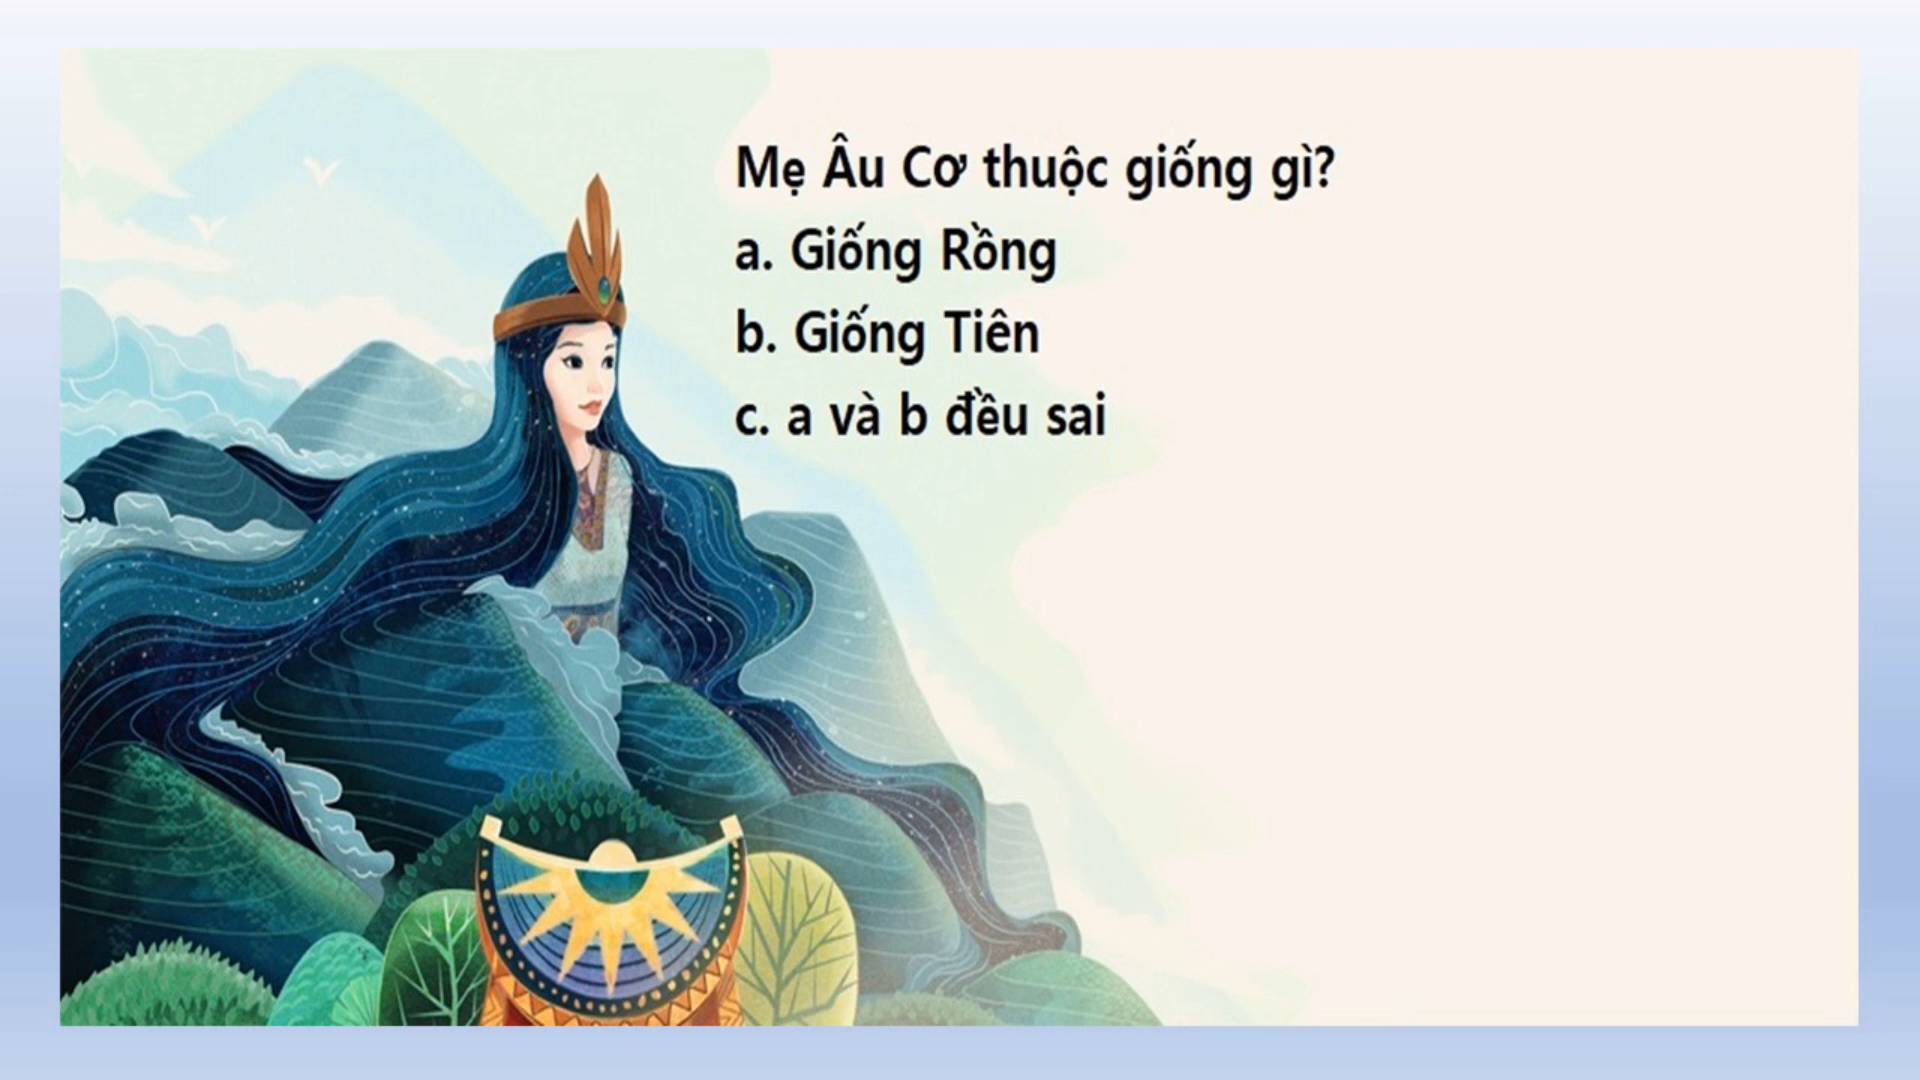 Mẹ Âu Cơ thuộc giống gì?
a. Giống Rồng
b. Giống Tiên
c. a và b đều sai